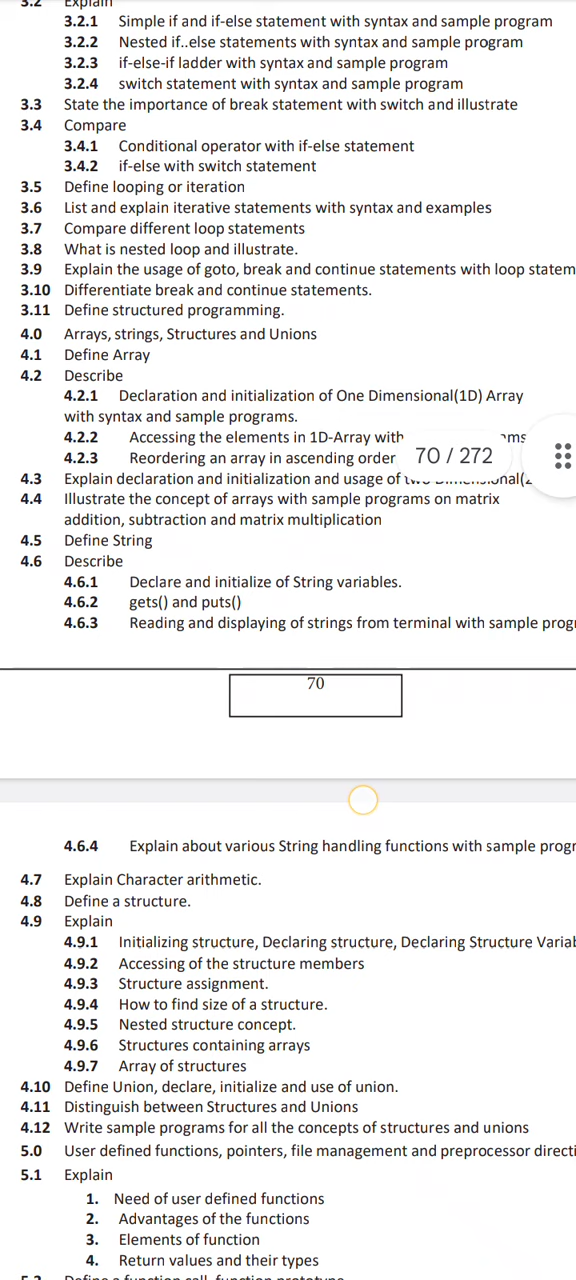 3.2 Explain
3.2.1 Simple if and if-else statement with syntax and sample program
3.2.2 Nested if..else statements with syntax and sample program
3.2.3 if-else-if ladder with syntax and sample program
3.2.4 switch statement with syntax and sample program
3.3 State the importance of break statement with switch and illustrate
3.4 Compare
3.4.1 Conditional operator with if-else statement
3.4.2 if-else with switch statement
3.5 Define looping or iteration
3.6 List and explain iterative statements with syntax and examples
3.7 Compare different loop statements
3.8 What is nested loop and illustrate.
3.9 Explain the usage of goto, break and continue statements with loop statem
3.10 Differentiate break and continue statements.
3.11 Define structured programming.
4.0 Arrays, strings, Structures and Unions
4.1 Define Array
4.2 Describe
4.2.1 Declaration and initialization of One Dimensional(1D) Array
with syntax and sample programs.
4.2.2 Accessing the elements in 1D-Array with ms
4.2.3 Reordering an array in ascending order
70 / 272
4.3 Explain declaration and initialization and usage of
4.4 Illustrate the concept of arrays with sample programs on matrix
addition, subtraction and matrix multiplication
4.5 Define String
4.6 Describe
4.6.1 Declare and initialize of String variables.
4.6.2 gets() and puts()
4.6.3 Reading and displaying of strings from terminal with sample progr
70
4.6.4 Explain about various String handling functions with sample progr
4.7 Explain Character arithmetic.
4.8 Define a structure.
4.9 Explain
4.9.1 Initializing structure, Declaring structure, Declaring Structure Variab
4.9.2 Accessing of the structure members
4.9.3 Structure assignment.
4.9.4 How to find size of a structure.
4.9.5 Nested structure concept.
4.9.6 Structures containing arrays
4.9.7 Array of structures
4.10 Define Union, declare, initialize and use of union.
4.11 Distinguish between Structures and Unions
4.12 Write sample programs for all the concepts of structures and unions
5.0 User defined functions, pointers, file management and preprocessor directi
5.1 Explain
1. Need of user defined functions
2. Advantages of the functions
3. Elements of function
4. Return values and their types